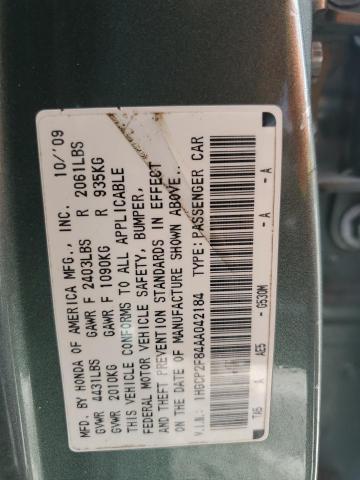 MFD. BY HONDA OF AMERICA MFG., INC. 10/'09
GVWR 4431LBS GAWR F 2403LBS R 2061LBS
GVWR 2010KG GAWR F 1090KG R 935KG
THIS VEHICLE CONFORMS TO ALL APPLICABLE
FEDERAL MOTOR VEHICLE SAFETY, BUMPER,
AND THEFT PREVENTION STANDARDS IN EFFECT
ON THE DATE OF MANUFACTURE SHOWN ABOVE.
V.I.N.: 1HGCP2F84AA042184 TYPE: PASSENGER CAR
TA5 AE5 -G530M -A -A
A -A